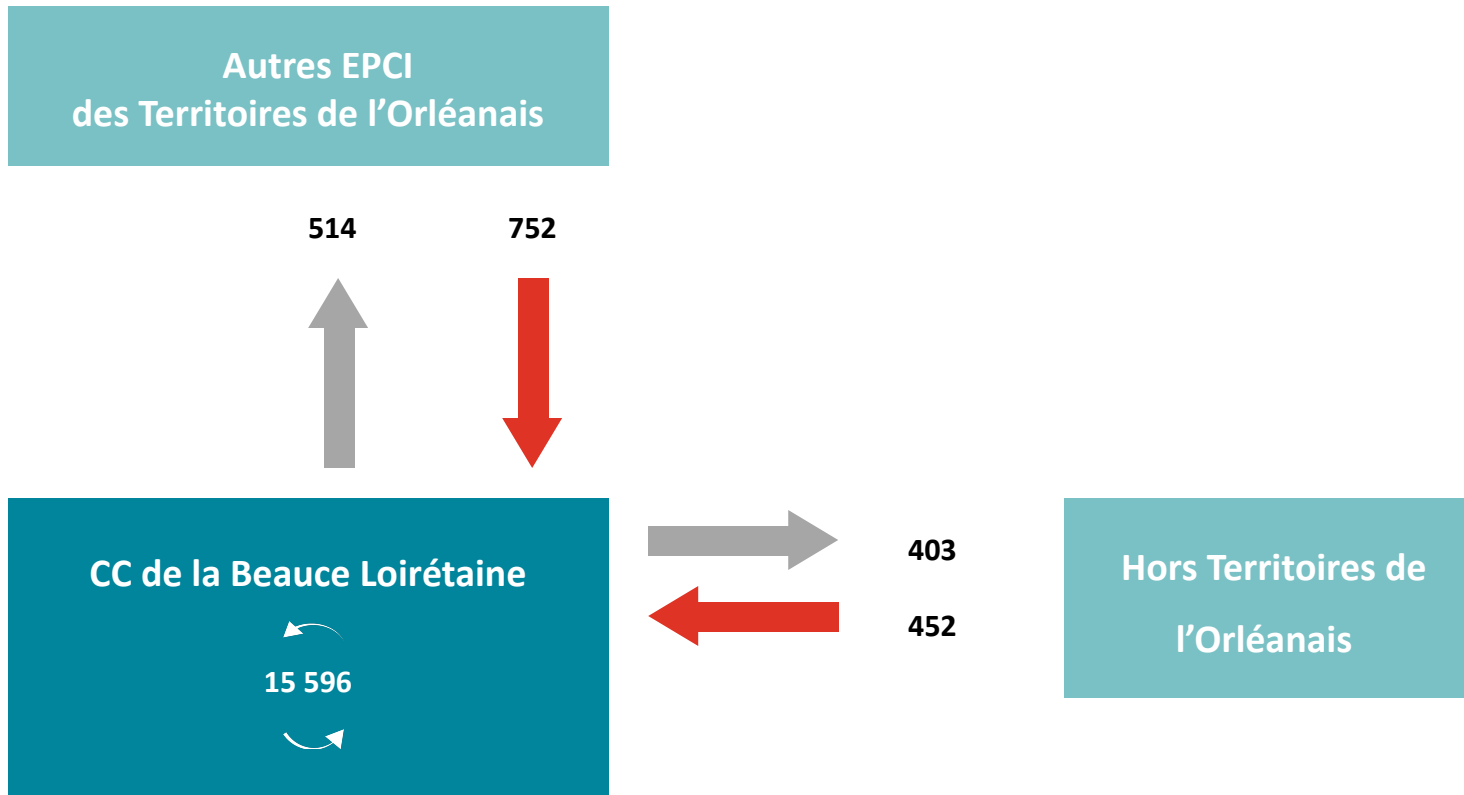 Autres EPCI
des Territoires de l’Orléanais
514 752
CC de la Beauce Loirétaine
15 596
403
452
Hors Territoires de
l’Orléanais